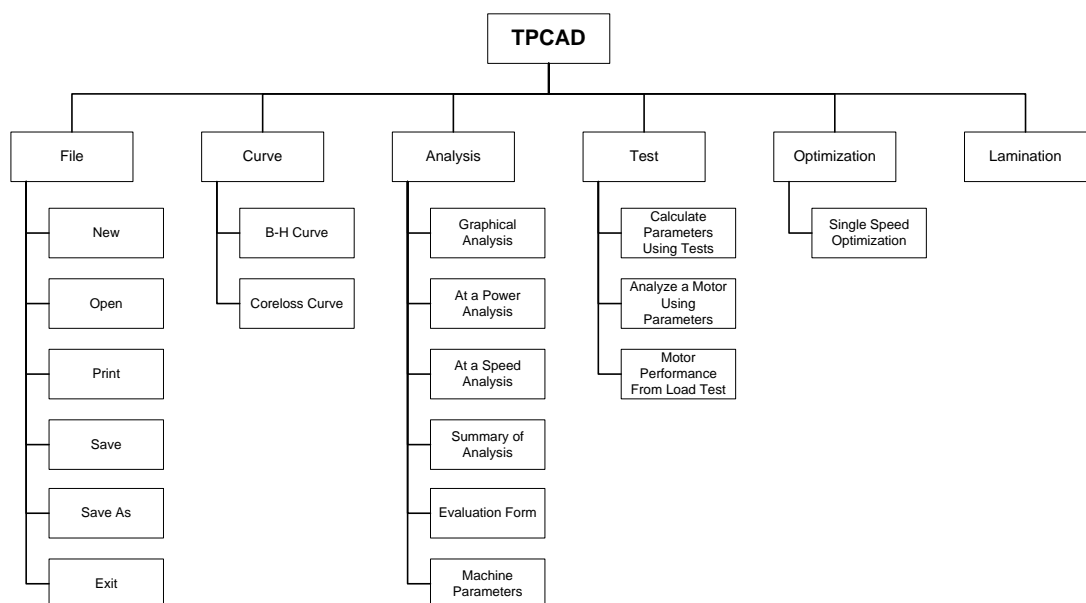 TPCAD
File
Curve
Analysis
Test
Optimization
Lamination
New
Open
Print
Save
Save As
Exit
B-H Curve
Coreloss Curve
Graphical
Analysis
At a Power
Analysis
At a Speed
Analysis
Summary of
Analysis
Evaluation Form
Machine
Parameters
Calculate
Parameters
Using Tests
Analyze a Motor
Using
Parameters
Motor
Performance
From Load Test
Single Speed
Optimization